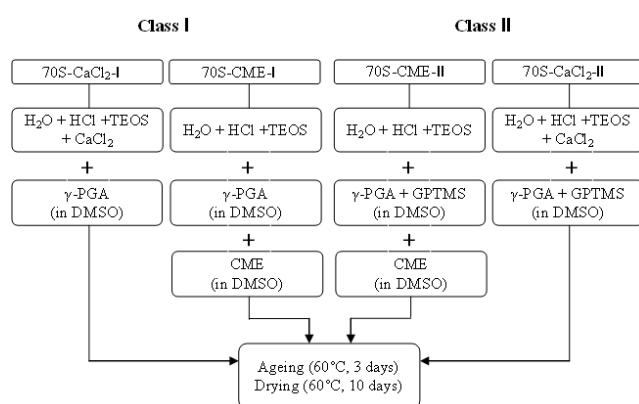 Class I
Class II
70S-CaCl₂-I
70S-CME-I
70S-CME-II
70S-CaCl₂-II
H₂O + HCl +TEOS
+ CaCl₂
H₂O + HCl +TEOS
H₂O + HCl +TEOS
H₂O + HCl +TEOS
+ CaCl₂
+
+
+
+
γ-PGA
(in DMSO)
γ-PGA
(in DMSO)
γ-PGA + GPTMS
(in DMSO)
γ-PGA + GPTMS
(in DMSO)
+
+
CME
(in DMSO)
CME
(in DMSO)
Ageing (60°C, 3 days)
Drying (60°C, 10 days)